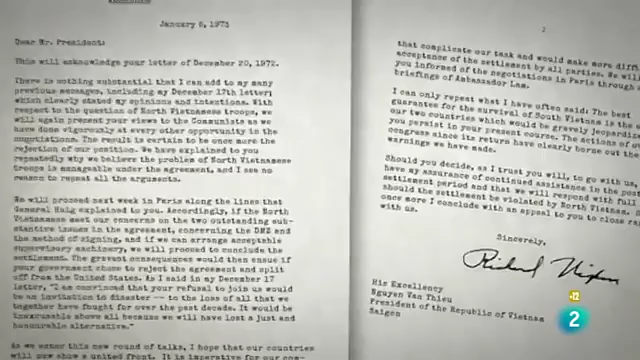 January 5, 1973
Dear Mr. President:
This will acknowledge your letter of December 20, 1972.
There is nothing substantial that I can add to my many
previous messages, including my December 17th letter,
which clearly stated my opinions and intentions. With
respect to the question of North Vietnamese troops, we
will again present your views to the Communists as we
have done vigorously at every other opportunity in the
negotiations. The result is certain to be once more the
rejection of our position. We have explained to you
repeatedly why we believe the problem of North Vietnamese
troops is manageable under the agreement, and I see no
reason to repeat all the arguments.
We will proceed next week in Paris along the lines that
General Haig explained to you. Accordingly, if the North
Vietnamese meet our concerns on the two outstanding sub-
stantive issues in the agreement, concerning the DMZ and
the method of signing, and if we can arrange acceptable
supervisory machinery, we will proceed to conclude the
settlement. The gravest consequences would then ensue if
your government chose to reject the agreement and split
off from the United States. As I said in my December 17
letter, "I am convinced that your refusal to join us would
be an invitation to disaster -- to the loss of all that we
together have fought for over the past decade. It would be
inexcusable above all because we will have lost a just and
honorable alternative."
As we enter this new round of talks, I hope that our countries
will now show a united front. It is imperative for our com-
2
that complicate our task and would make more diffi
acceptance of the settlement by all parties. We will
you informed of the negotiations in Paris through
briefings of Ambassador Lam.
I can only repeat what I have often said: The best
guarantee for the survival of South Vietnam is the
our two countries which would be gravely jeopardiz
you persist in your present course. The actions of ou
Congress since its return have clearly borne out the
warnings we have made.
Should you decide, as I trust you will, to go with us,
have my assurance of continued assistance in the post
settlement period and that we will respond with full
should the settlement be violated by North Vietnam.
once more I conclude with an appeal to you to close ra
with us.
Sincerely,
Richard Nixon
His Excellency
Nguyen Van Thieu
President of the Republic of Vietnam
Saigon
+12
2